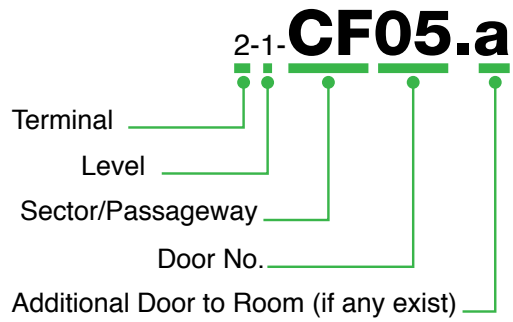 2-1-CF05.a
Terminal
Level
Sector/Passageway
Door No.
Additional Door to Room (if any exist)